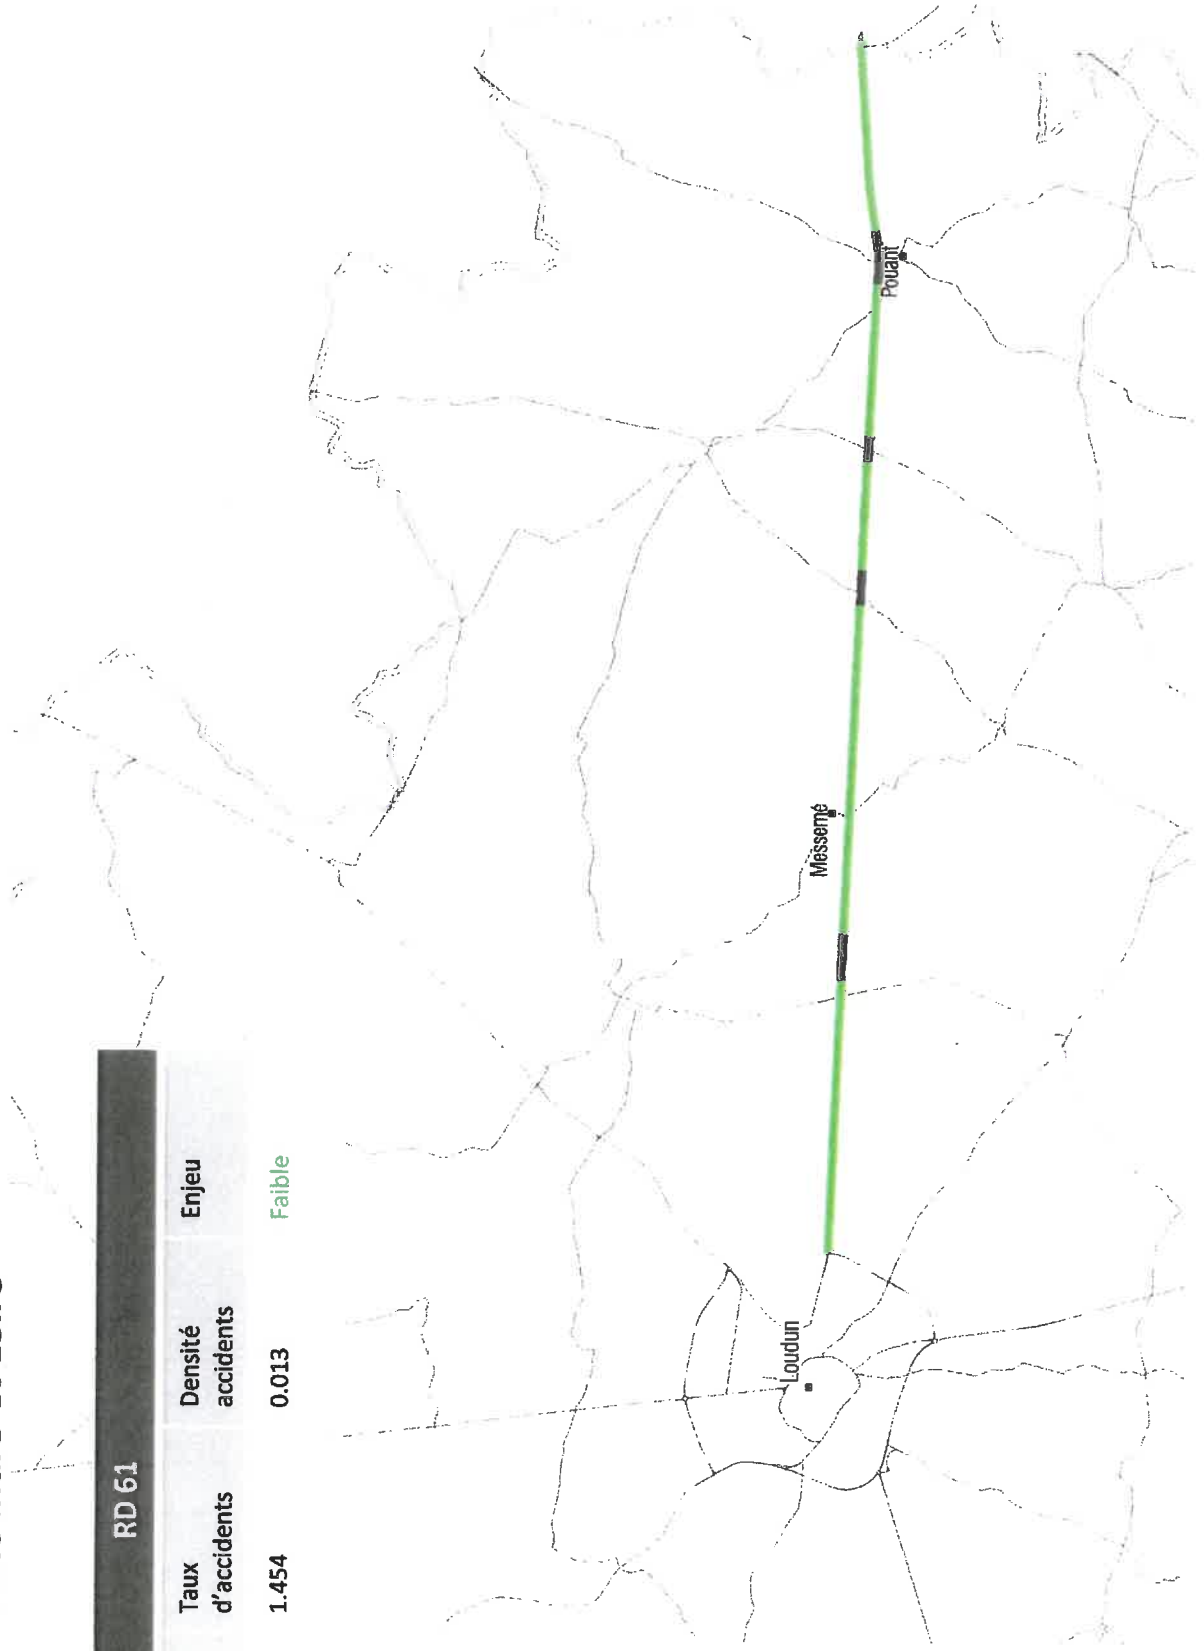 RD 61
Taux
d'accidents
Densité
accidents
Enjeu
1.454
0.013
Faible
Loudun
Messemé
Pouant